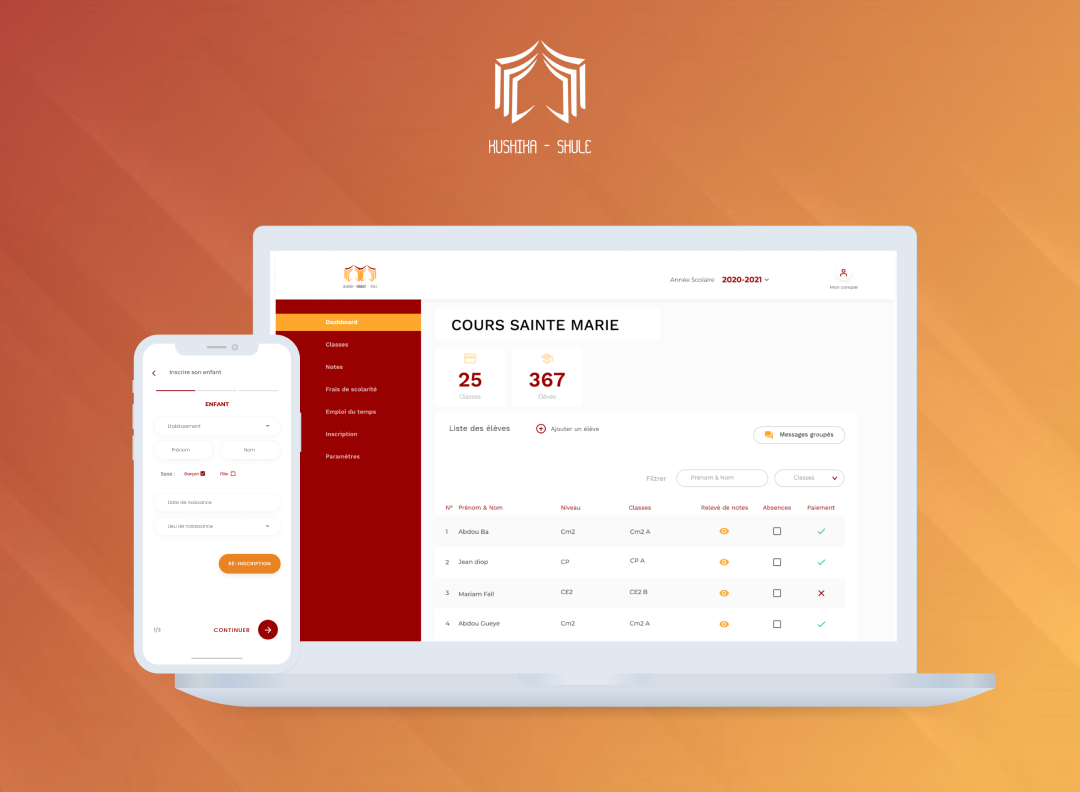 KUSHIKA - SHULE
Année Scolaire 2020-2021
Mon compte
Dashboard
Classes
Notes
Frais de scolarité
Emploi du temps
Inscription
Paramètres
COURS SAINTE MARIE
25
Classes
367
Élèves
Liste des élèves
Ajouter un élève
Messages groupés
Filtrer
Prénom & Nom
Classes
N° Prénom & Nom Niveau Classes Relevé de notes Absences Paiement
1 Abdou Ba Cm2 Cm2 A
2 Jean diop CP CP A
3 Mariam Fall CE2 CE2 B
4 Abdou Gueye Cm2 Cm2 A
Inscrire son enfant
ENFANT
Etablissement
Prénom
Nom
Sexe : Garçon Fille
Date de naissance
Lieu de naissance
RÉ-INSCRIPTION
1/3
CONTINUER